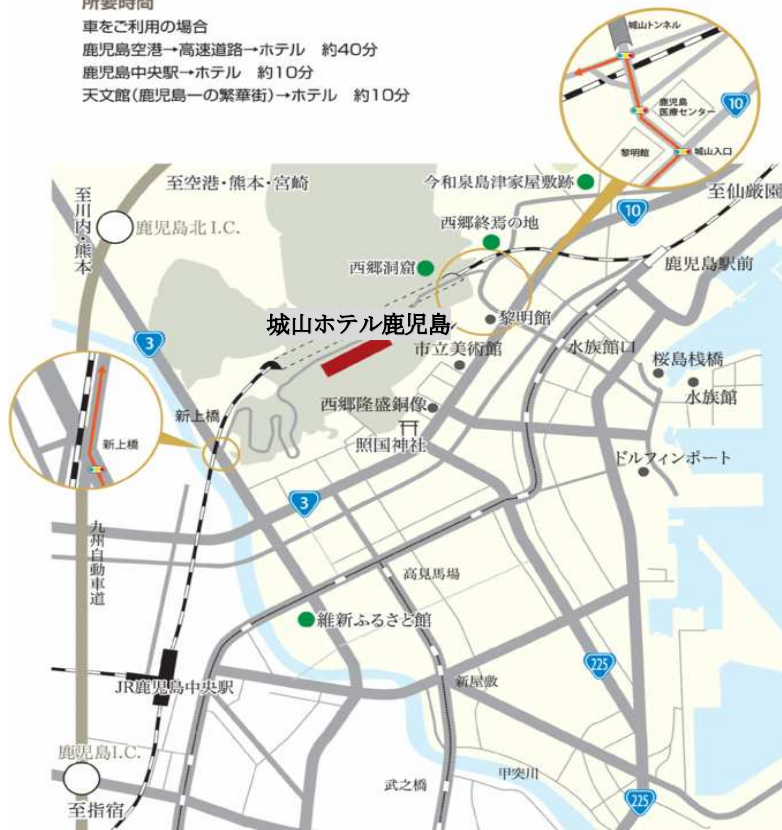 所要時間
車をご利用の場合
鹿児島空港→高速道路→ホテル　約40分
鹿児島中央駅→ホテル　約10分
天文館(鹿児島一の繁華街)→ホテル　約10分
城山トンネル
鹿児島
医療センター
10
黎明館
城山入口
至川内・熊本
至空港・熊本・宮崎
今和泉島津家屋敷跡
至仙厳園
10
鹿児島北I.C.
西郷終焉の地
西郷洞窟
鹿児島駅前
城山ホテル鹿児島
黎明館
3
市立美術館
水族館口
桜島桟橋
水族館
新上橋
西郷隆盛銅像
新上橋
照国神社
ドルフィンポート
3
九州自動車道
高見馬場
維新ふるさと館
225
JR鹿児島中央駅
新屋敷
鹿児島I.C.
甲突川
武之橋
225
至指宿